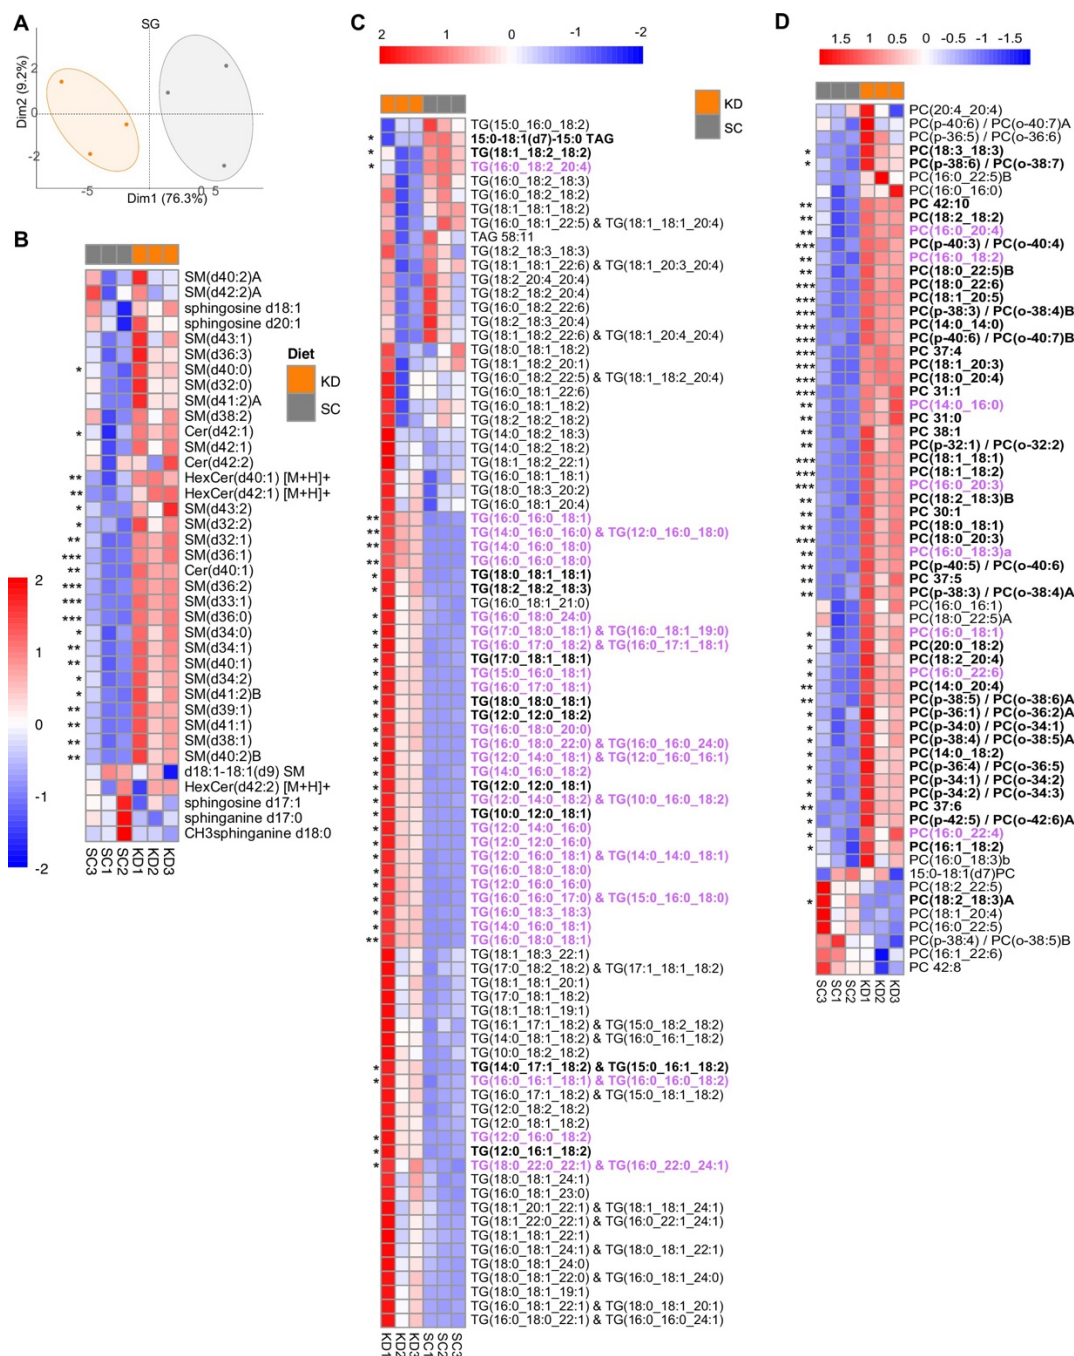 A
SG
Dim2 (9.2%)
2
0
-2
-5
0
5
Dim1 (76.3%)
B
SM(d40:2)A
SM(d42:2)A
sphingosine d18:1
sphingosine d20:1
SM(d43:1)
SM(d36:3)
* SM(d40:0)
SM(d32:0)
SM(d41:2)A
SM(d38:2)
* Cer(d42:1)
SM(d42:1)
Cer(d42:2)
** HexCer(d40:1) [M+H]+
** HexCer(d42:1) [M+H]+
* SM(d43:2)
* SM(d32:2)
** SM(d32:1)
*** SM(d36:1)
** Cer(d40:1)
*** SM(d36:2)
*** SM(d33:1)
*** SM(d36:0)
* SM(d34:0)
** SM(d34:1)
** SM(d40:1)
* SM(d34:2)
* SM(d41:2)B
** SM(d39:1)
** SM(d41:1)
** SM(d38:1)
** SM(d40:2)B
d18:1-18:1(d9) SM
HexCer(d42:2) [M+H]+
sphingosine d17:1
sphinganine d17:0
CH3sphinganine d18:0
SC3
SC1
SC2
KD1
KD2
KD3
2
1
0
-1
-2
Diet
KD
SC
C
2
1
0
-1
-2
KD
SC
TG(15:0_16:0_18:2)
* 15:0-18:1(d7)-15:0 TAG
* TG(18:1_18:2_18:2)
* TG(16:0_18:2_20:4)
TG(16:0_18:2_18:3)
TG(16:0_18:2_18:2)
TG(18:1_18:1_18:2)
TG(16:0_18:1_22:5) & TG(18:1_18:1_20:4)
TAG 58:11
TG(18:2_18:3_18:3)
TG(18:1_18:1_22:6) & TG(18:1_20:3_20:4)
TG(18:2_20:4_20:4)
TG(18:2_18:2_20:4)
TG(16:0_18:2_22:6)
TG(18:2_18:3_20:4)
TG(18:1_18:2_22:6) & TG(18:1_20:4_20:4)
TG(18:0_18:1_18:2)
TG(18:1_18:2_20:1)
TG(16:0_18:2_22:5) & TG(18:1_18:2_20:4)
TG(16:0_18:1_22:6)
TG(16:0_18:1_18:2)
TG(18:2_18:2_18:2)
TG(14:0_18:2_18:3)
TG(14:0_18:2_18:2)
TG(18:1_18:2_22:1)
TG(16:0_18:1_18:1)
TG(18:0_18:3_20:2)
TG(16:0_18:1_20:4)
** TG(16:0_16:0_18:1)
** TG(14:0_16:0_16:0) & TG(12:0_16:0_18:0)
** TG(14:0_16:0_18:0)
** TG(16:0_16:0_18:0)
* TG(18:0_18:1_18:1)
* TG(18:2_18:2_18:3)
TG(16:0_18:1_21:0)
* TG(16:0_18:0_24:0)
* TG(17:0_18:0_18:1) & TG(16:0_18:1_19:0)
* TG(16:0_17:0_18:2) & TG(16:0_17:1_18:1)
* TG(17:0_18:1_18:1)
* TG(15:0_16:0_18:1)
* TG(16:0_17:0_18:1)
* TG(18:0_18:0_18:1)
* TG(12:0_12:0_18:2)
* TG(16:0_18:0_20:0)
* TG(16:0_18:0_22:0) & TG(16:0_16:0_24:0)
* TG(12:0_14:0_18:1) & TG(12:0_16:0_16:1)
* TG(14:0_16:0_18:2)
* TG(12:0_12:0_18:1)
* TG(12:0_14:0_18:2) & TG(10:0_16:0_18:2)
* TG(10:0_12:0_18:1)
* TG(12:0_14:0_16:0)
* TG(12:0_12:0_16:0)
* TG(12:0_16:0_18:1) & TG(14:0_14:0_18:1)
* TG(16:0_18:0_18:0)
* TG(12:0_16:0_16:0)
* TG(16:0_16:0_17:0) & TG(15:0_16:0_18:0)
* TG(16:0_18:3_18:3)
* TG(14:0_16:0_18:1)
** TG(16:0_18:0_18:1)
TG(18:1_18:3_22:1)
TG(17:0_18:2_18:2) & TG(17:1_18:1_18:2)
TG(18:1_18:1_20:1)
TG(17:0_18:1_18:2)
TG(18:1_18:1_19:1)
TG(16:1_17:1_18:2) & TG(15:0_18:2_18:2)
TG(14:0_18:1_18:2) & TG(16:0_16:1_18:2)
TG(10:0_18:2_18:2)
* TG(14:0_17:1_18:2) & TG(15:0_16:1_18:2)
* TG(16:0_16:1_18:1) & TG(16:0_16:0_18:2)
TG(16:0_17:1_18:2) & TG(15:0_18:1_18:2)
TG(12:0_18:2_18:2)
TG(12:0_18:1_18:2)
* TG(12:0_16:0_18:2)
* TG(12:0_16:1_18:2)
* TG(18:0_22:0_22:1) & TG(16:0_22:0_24:1)
TG(18:0_18:1_24:1)
TG(16:0_18:1_23:0)
TG(18:1_20:1_22:1) & TG(18:1_18:1_24:1)
TG(18:1_22:0_22:1) & TG(16:0_22:1_24:1)
TG(18:1_18:1_22:1)
TG(16:0_18:1_24:1) & TG(18:0_18:1_22:1)
TG(18:0_18:1_24:0)
TG(18:0_18:1_22:0) & TG(16:0_18:1_24:0)
TG(18:0_18:1_19:1)
TG(16:0_18:1_22:1) & TG(18:0_18:1_20:1)
TG(16:0_18:0_22:1) & TG(16:0_16:0_24:1)
KD1
KD2
KD3
SC1
SC2
SC3
D
1.5
1
0.5
0
-0.5
-1
-1.5
PC(20:4_20:4)
PC(p-40:6) / PC(o-40:7)A
PC(p-36:5) / PC(o-36:6)
* PC(18:3_18:3)
* PC(p-38:6) / PC(o-38:7)
PC(16:0_22:5)B
PC(16:0_16:0)
** PC 42:10
** PC(18:2_18:2)
** PC(16:0_20:4)
*** PC(p-40:3) / PC(o-40:4)
** PC(16:0_18:2)
** PC(18:0_22:5)B
*** PC(18:0_22:6)
*** PC(18:1_20:5)
*** PC(p-38:3) / PC(o-38:4)B
*** PC(14:0_14:0)
*** PC(p-40:6) / PC(o-40:7)B
*** PC 37:4
*** PC(18:1_20:3)
*** PC(18:0_20:4)
*** PC 31:1
** PC(14:0_16:0)
** PC 31:0
** PC 38:1
** PC(p-32:1) / PC(o-32:2)
*** PC(18:1_18:1)
*** PC(18:1_18:2)
*** PC(16:0_20:3)
** PC(18:2_18:3)B
** PC 30:1
** PC(18:0_18:1)
*** PC(18:0_20:3)
** PC(16:0_18:3)a
** PC(p-40:5) / PC(o-40:6)
** PC 37:5
** PC(p-38:3) / PC(o-38:4)A
PC(16:0_16:1)
PC(18:0_22:5)A
* PC(16:0_18:1)
* PC(20:0_18:2)
* PC(18:2_20:4)
* PC(16:0_22:6)
** PC(14:0_20:4)
** PC(p-38:5) / PC(o-38:6)A
* PC(p-36:1) / PC(o-36:2)A
* PC(p-34:0) / PC(o-34:1)
* PC(p-38:4) / PC(o-38:5)A
* PC(14:0_18:2)
* PC(p-36:4) / PC(o-36:5)
* PC(p-34:1) / PC(o-34:2)
* PC(p-34:2) / PC(o-34:3)
** PC 37:6
* PC(p-42:5) / PC(o-42:6)A
* PC(16:0_22:4)
* PC(16:1_18:2)
PC(16:0_18:3)b
15:0-18:1(d7)PC
PC(18:2_22:5)
* PC(18:2_18:3)A
PC(18:1_20:4)
PC(16:0_22:5)
PC(p-38:4) / PC(o-38:5)B
PC(16:1_22:6)
PC 42:8
SC3
SC1
SC2
KD1
KD2
KD3